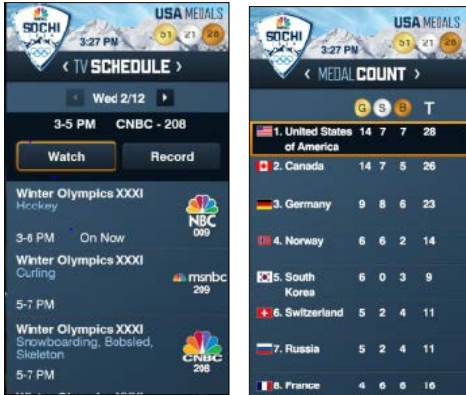 SOCHI
USA MEDALS
3:27 PM
51 21 28
‹ TV SCHEDULE ›
Wed 2/12
3-5 PM CNBC - 208
Watch Record
Winter Olympics XXXI
Hockey
NBC
009
3-6 PM On Now
Winter Olympics XXXI
Curling
msnbc
209
5-7 PM
Winter Olympics XXXI
Snowboarding, Bobsled,
Skeleton
CNBC
208
5-7 PM
SOCHI
USA MEDALS
3:27 PM
51 21 28
‹ MEDAL COUNT ›
G S B T
1. United States 14 7 7 28
of America
2. Canada 14 7 5 26
3. Germany 9 8 6 23
4. Norway 6 6 2 14
5. South 6 0 3 9
Korea
6. Switzerland 5 2 4 11
7. Russia 5 2 4 11
8. France 4 6 6 16